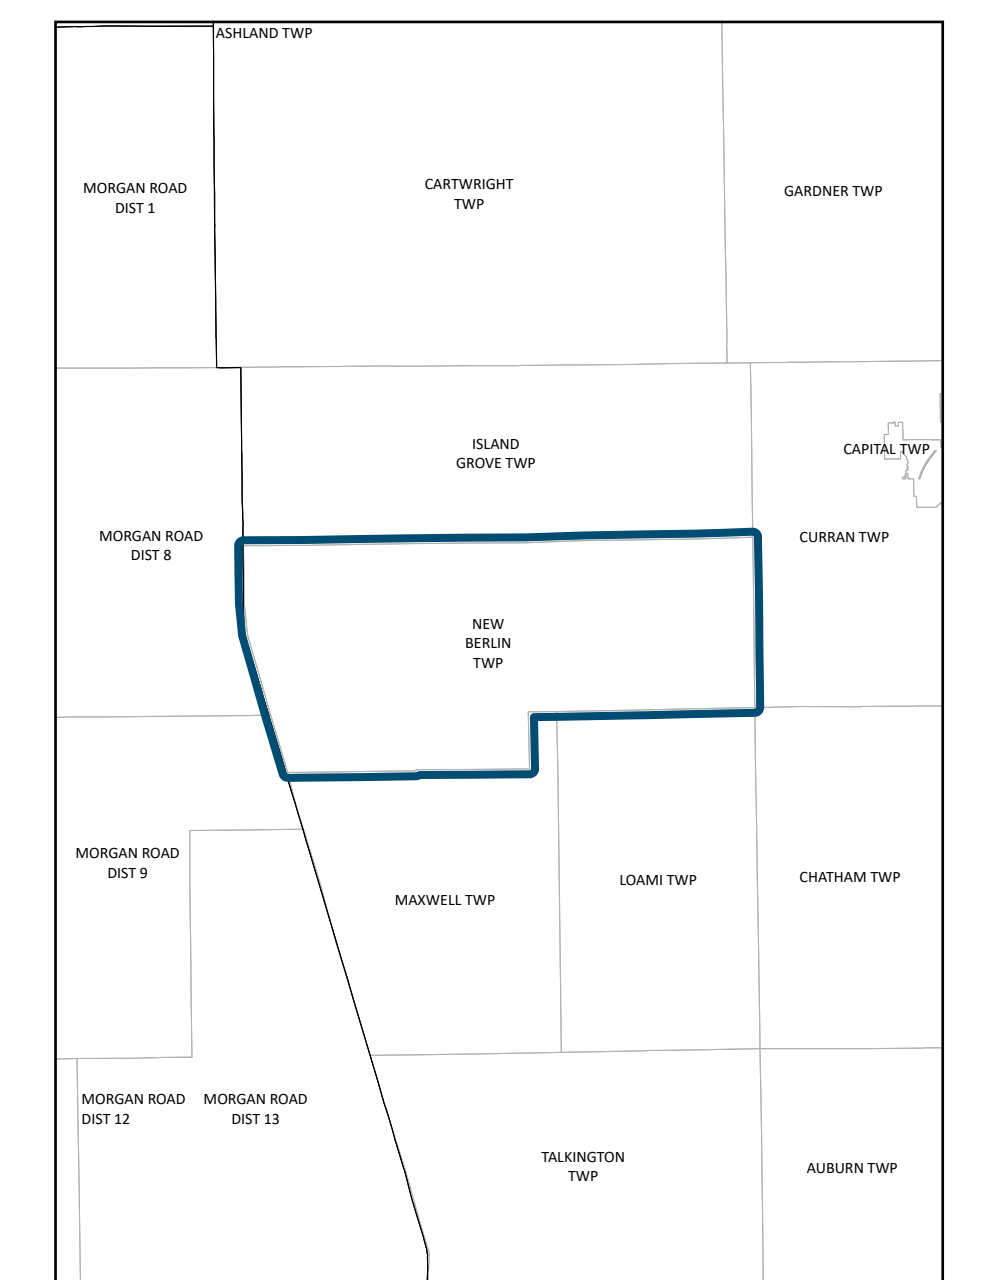 ASHLAND TWP
MORGAN ROAD
DIST 1
CARTWRIGHT
TWP
GARDNER TWP
ISLAND
GROVE TWP
CAPITAL TWP
MORGAN ROAD
DIST 8
CURRAN TWP
NEW
BERLIN
TWP
MORGAN ROAD
DIST 9
MAXWELL TWP
LOAMI TWP
CHATHAM TWP
MORGAN ROAD
DIST 12
MORGAN ROAD
DIST 13
TALKINGTON
TWP
AUBURN TWP